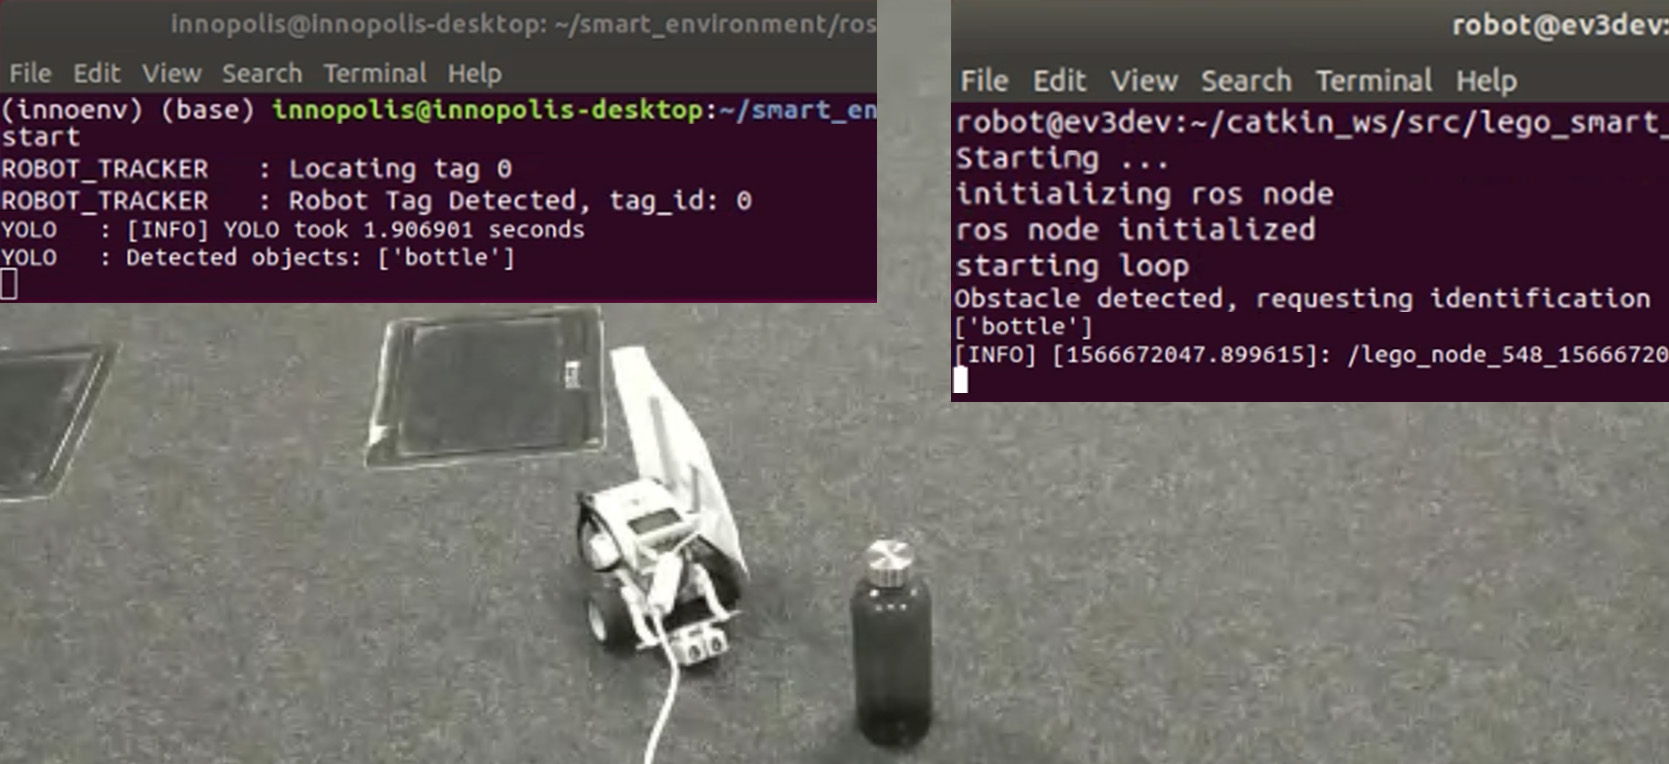 innopolis@innopolis-desktop: ~/smart_environment/ros
File Edit View Search Terminal Help
(innoenv) (base) innopolis@innopolis-desktop:~/smart_en
start
ROBOT_TRACKER : Locating tag 0
ROBOT_TRACKER : Robot Tag Detected, tag_id: 0
YOLO : [INFO] YOLO took 1.906901 seconds
YOLO : Detected objects: ['bottle']
robot@ev3dev:
File Edit View Search Terminal Help
robot@ev3dev:~/catkin_ws/src/lego_smart_
Starting ...
initializing ros node
ros node initialized
starting loop
Obstacle detected, requesting identification
['bottle']
[INFO] [1566672047.899615]: /lego_node_548_15666720